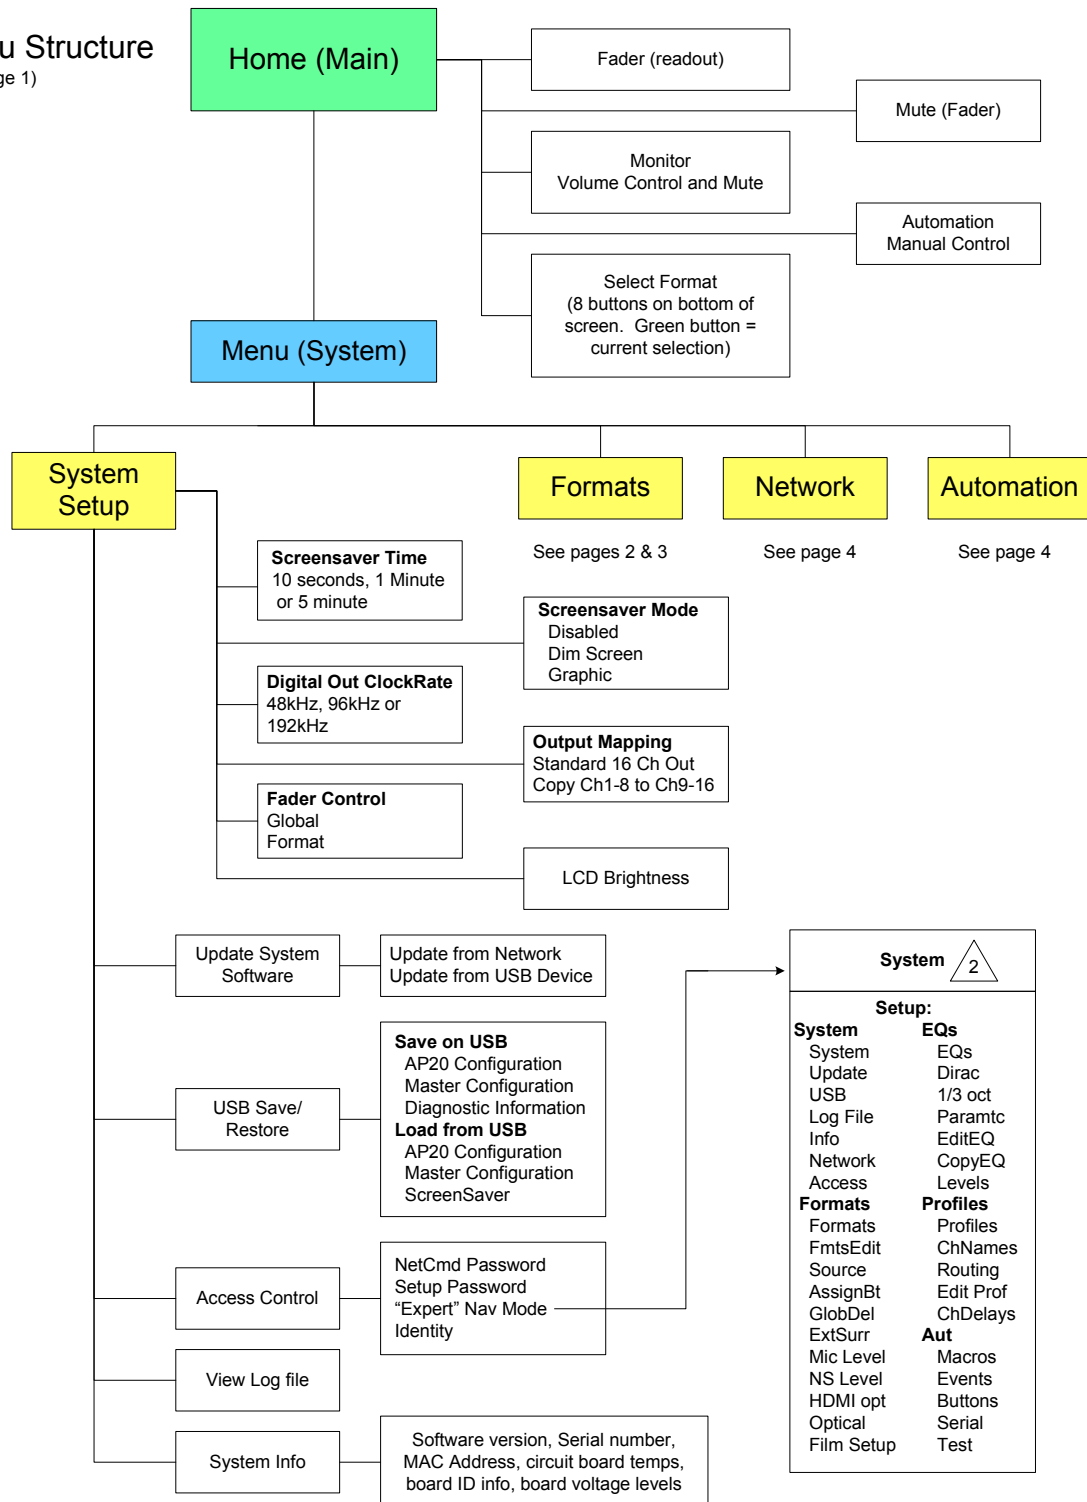 u Structure
ge 1)
Home (Main)
Fader (readout)
Mute (Fader)
Monitor
Volume Control and Mute
Automation
Manual Control
Select Format
(8 buttons on bottom of
screen.  Green button =
current selection)
Menu (System)
System
Setup
Formats
Network
Automation
See pages 2 & 3
See page 4
See page 4
Screensaver Time
10 seconds, 1 Minute
or 5 minute
Screensaver Mode
Disabled
Dim Screen
Graphic
Digital Out ClockRate
48kHz, 96kHz or
192kHz
Output Mapping
Standard 16 Ch Out
Copy Ch1-8 to Ch9-16
Fader Control
Global
Format
LCD Brightness
Update System
Software
Update from Network
Update from USB Device
USB Save/
Restore
Save on USB
AP20 Configuration
Master Configuration
Diagnostic Information
Load from USB
AP20 Configuration
Master Configuration
ScreenSaver
Access Control
NetCmd Password
Setup Password
“Expert” Nav Mode
Identity
View Log file
System Info
Software version, Serial number,
MAC Address, circuit board temps,
board ID info, board voltage levels
System 2
Setup:
System
System
Update
USB
Log File
Info
Network
Access
Formats
Formats
FmtsEdit
Source
AssignBt
GlobDel
ExtSurr
Mic Level
NS Level
HDMI opt
Optical
Film Setup
EQs
EQs
Dirac
1/3 oct
Paramtc
EditEQ
CopyEQ
Levels
Profiles
Profiles
ChNames
Routing
Edit Prof
ChDelays
Aut
Macros
Events
Buttons
Serial
Test